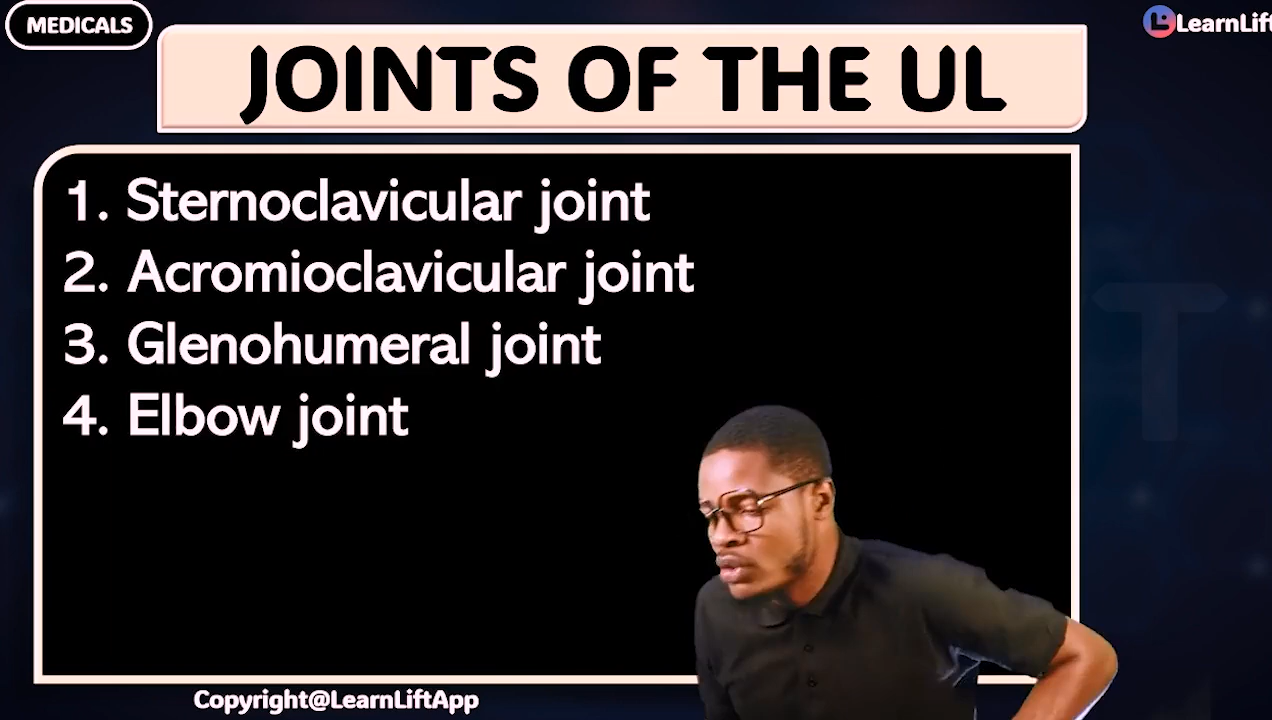 MEDICALS
LearnLift
JOINTS OF THE UL
1. Sternoclavicular joint
2. Acromioclavicular joint
3. Glenohumeral joint
4. Elbow joint
T
Copyright@LearnLiftApp